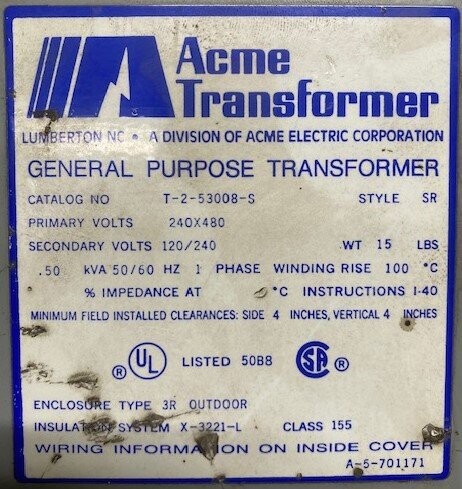 Acme
Transformer
LUMBERTON NC • A DIVISION OF ACME ELECTRIC CORPORATION
GENERAL PURPOSE TRANSFORMER
CATALOG NO T-2-53008-S STYLE SR
PRIMARY VOLTS 240X480
SECONDARY VOLTS 120/240 WT 15 LBS
.50 kVA 50/60 HZ 1 PHASE WINDING RISE 100 °C
% IMPEDANCE AT °C INSTRUCTIONS 1-40
MINIMUM FIELD INSTALLED CLEARANCES: SIDE 4 INCHES, VERTICAL 4 INCHES
® UL LISTED 50B8 SA ®
ENCLOSURE TYPE 3R OUTDOOR
INSULATION SYSTEM X-3221-L CLASS 155
WIRING INFORMATION ON INSIDE COVER
A-5-701171